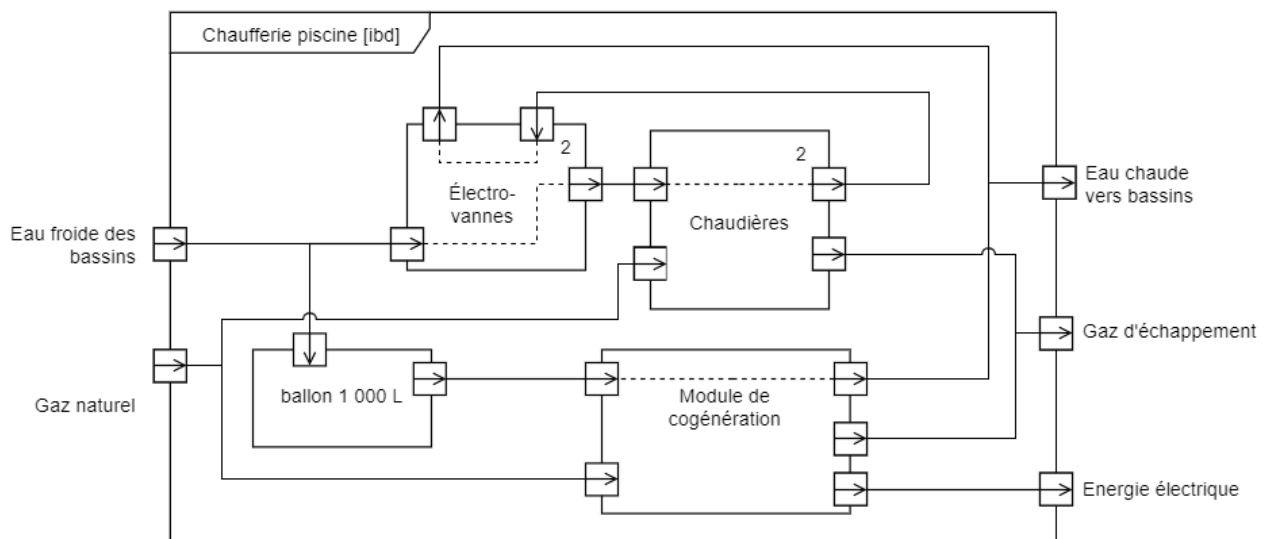 Chaufferie piscine [ibd]
2
Électro-
vannes
2
Chaudières
Eau chaude
vers bassins
Eau froide des
bassins
Gaz d'échappement
Gaz naturel
ballon 1 000 L
Module de
cogénération
Energie électrique